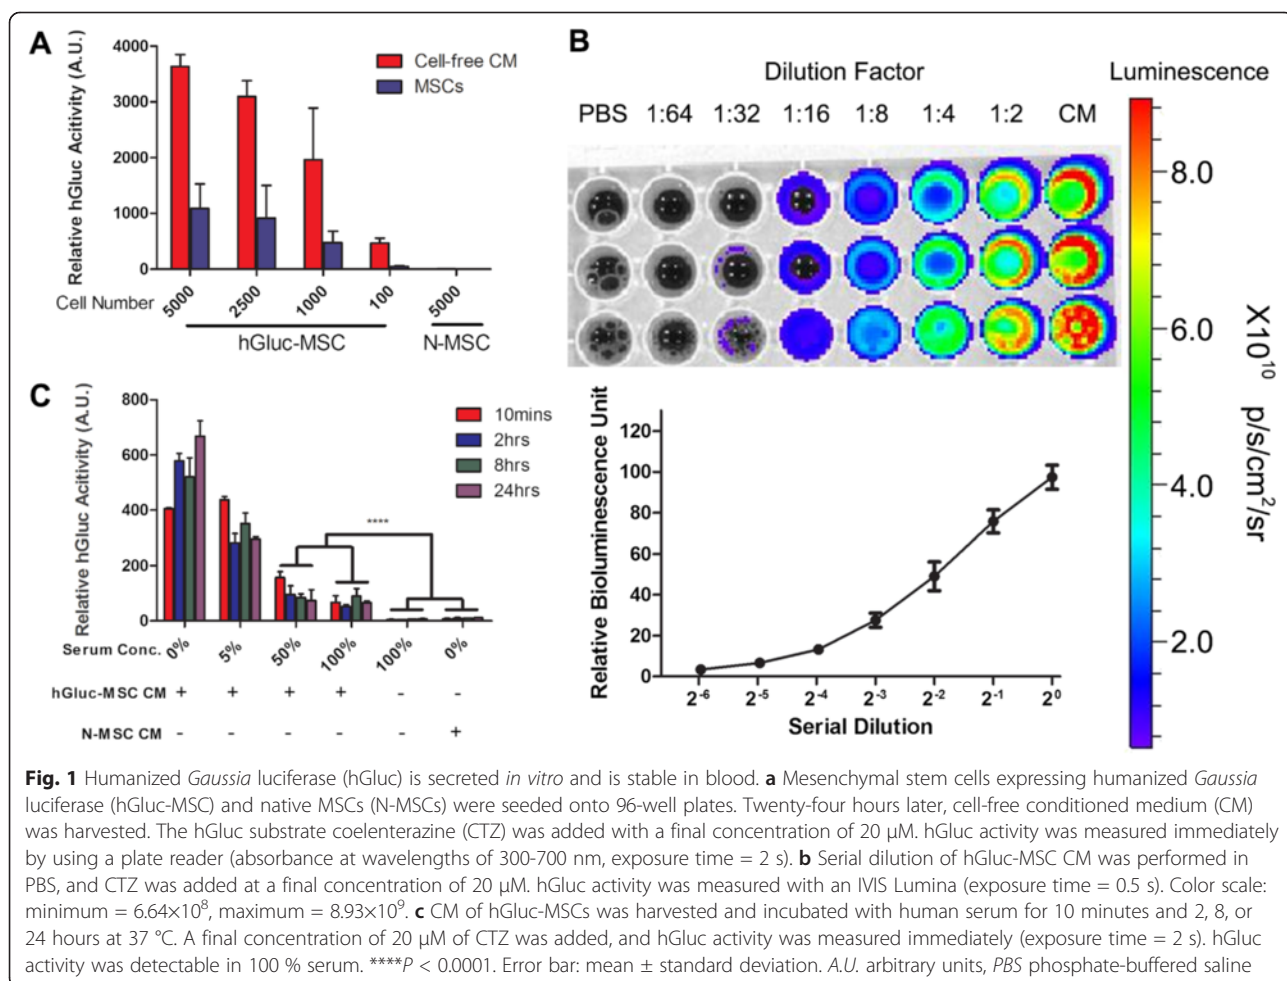 A
Relative hGluc Acitivity (A.U.)
4000
3000
2000
1000
0
Cell-free CM
MSCs
Cell Number
5000 2500 1000 100 5000
hGluc-MSC N-MSC
B
Dilution Factor
PBS 1:64 1:32 1:16 1:8 1:4 1:2 CM
Luminescence
8.0
6.0
4.0
2.0
X10¹⁰ p/s/cm²/sr
Relative Bioluminescence Unit
120
100
80
60
40
20
0
2⁻⁶ 2⁻⁵ 2⁻⁴ 2⁻³ 2⁻² 2⁻¹ 2⁰
Serial Dilution
C
Relative hGluc Acitivity (A.U.)
800
600
400
200
0
10mins
2hrs
8hrs
24hrs
****
Serum Conc. 0% 5% 50% 100% 100% 0%
hGluc-MSC CM + + + + - -
N-MSC CM - - - - - +
Fig. 1 Humanized Gaussia luciferase (hGluc) is secreted in vitro and is stable in blood. a Mesenchymal stem cells expressing humanized Gaussia
luciferase (hGluc-MSC) and native MSCs (N-MSCs) were seeded onto 96-well plates. Twenty-four hours later, cell-free conditioned medium (CM)
was harvested. The hGluc substrate coelenterazine (CTZ) was added with a final concentration of 20 μM. hGluc activity was measured immediately
by using a plate reader (absorbance at wavelengths of 300-700 nm, exposure time = 2 s). b Serial dilution of hGluc-MSC CM was performed in
PBS, and CTZ was added at a final concentration of 20 μM. hGluc activity was measured with an IVIS Lumina (exposure time = 0.5 s). Color scale:
minimum = 6.64×10⁸, maximum = 8.93×10⁹. c CM of hGluc-MSCs was harvested and incubated with human serum for 10 minutes and 2, 8, or
24 hours at 37 °C. A final concentration of 20 μM of CTZ was added, and hGluc activity was measured immediately (exposure time = 2 s). hGluc
activity was detectable in 100 % serum. ****P < 0.0001. Error bar: mean ± standard deviation. A.U. arbitrary units, PBS phosphate-buffered saline